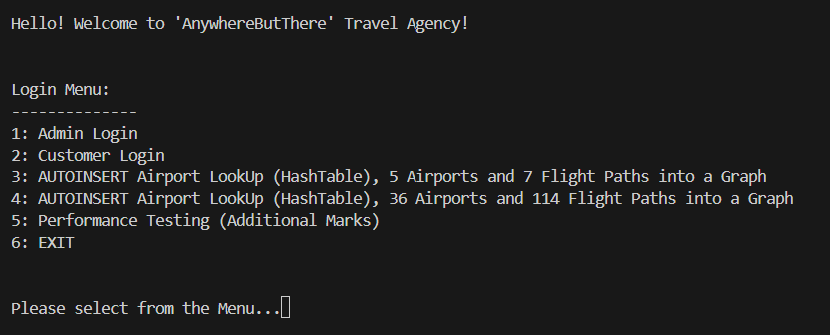 Hello! Welcome to 'AnywhereButThere' Travel Agency!
Login Menu:
--------------
1: Admin Login
2: Customer Login
3: AUTOINSERT Airport LookUp (HashTable), 5 Airports and 7 Flight Paths into a Graph
4: AUTOINSERT Airport LookUp (HashTable), 36 Airports and 114 Flight Paths into a Graph
5: Performance Testing (Additional Marks)
6: EXIT
Please select from the Menu...